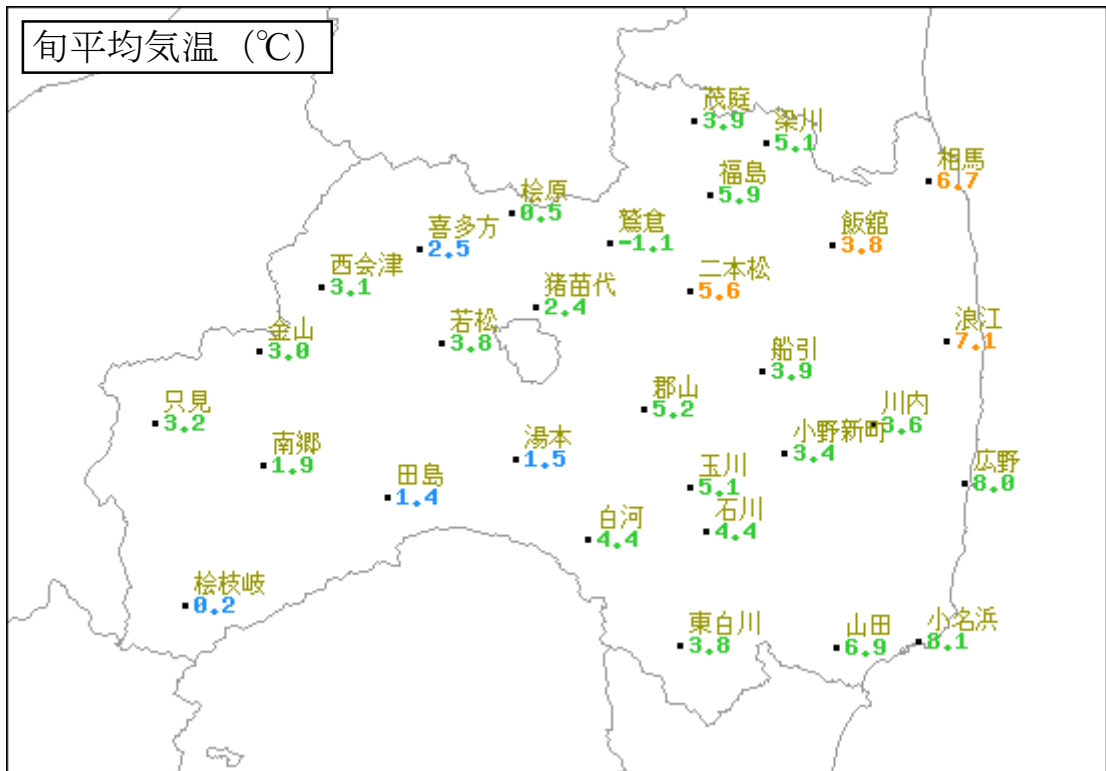 旬平均気温（℃）
茂庭
3.9
梁川
5.1
相馬
6.7
福島
5.9
桧原
0.5
喜多方
2.5
鷲倉
-1.1
飯舘
3.8
西会津
3.1
二本松
5.6
猪苗代
2.4
金山
3.0
若松
3.8
浪江
7.1
船引
3.9
只見
3.2
郡山
5.2
川内
3.6
小野新町
3.4
南郷
1.9
湯本
1.5
田島
1.4
玉川
5.1
広野
8.0
白河
4.4
石川
4.4
桧枝岐
0.2
東白川
3.8
山田
6.9
小名浜
8.1